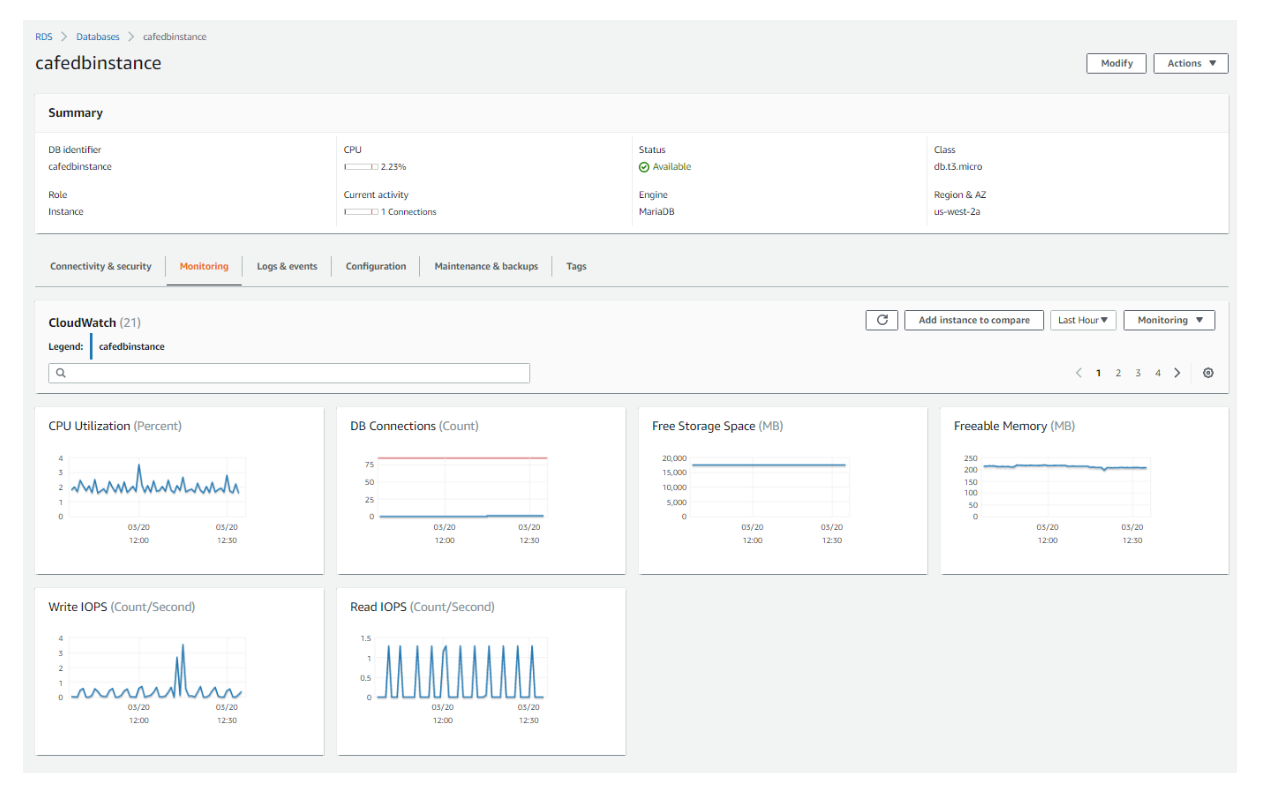 RDS > Databases > cafedbinstance
cafedbinstance
Modify
Actions ▼
Summary
DB identifier
cafedbinstance
CPU
2.23%
Status
Available
Class
db.t3.micro
Role
Instance
Current activity
1 Connections
Engine
MariaDB
Region & AZ
us-west-2a
Connectivity & security
Monitoring
Logs & events
Configuration
Maintenance & backups
Tags
CloudWatch (21)
Add instance to compare
Last Hour ▼
Monitoring ▼
Legend: cafedbinstance
< 1 2 3 4 >
CPU Utilization (Percent)
4
3
2
1
0
03/20 03/20
12:00 12:30
DB Connections (Count)
75
50
25
0
03/20 03/20
12:00 12:30
Free Storage Space (MB)
20,000
15,000
10,000
5,000
0
03/20 03/20
12:00 12:30
Freeable Memory (MB)
250
200
150
100
50
0
03/20 03/20
12:00 12:30
Write IOPS (Count/Second)
4
3
2
1
0
03/20 03/20
12:00 12:30
Read IOPS (Count/Second)
1.5
1
0.5
0
03/20 03/20
12:00 12:30